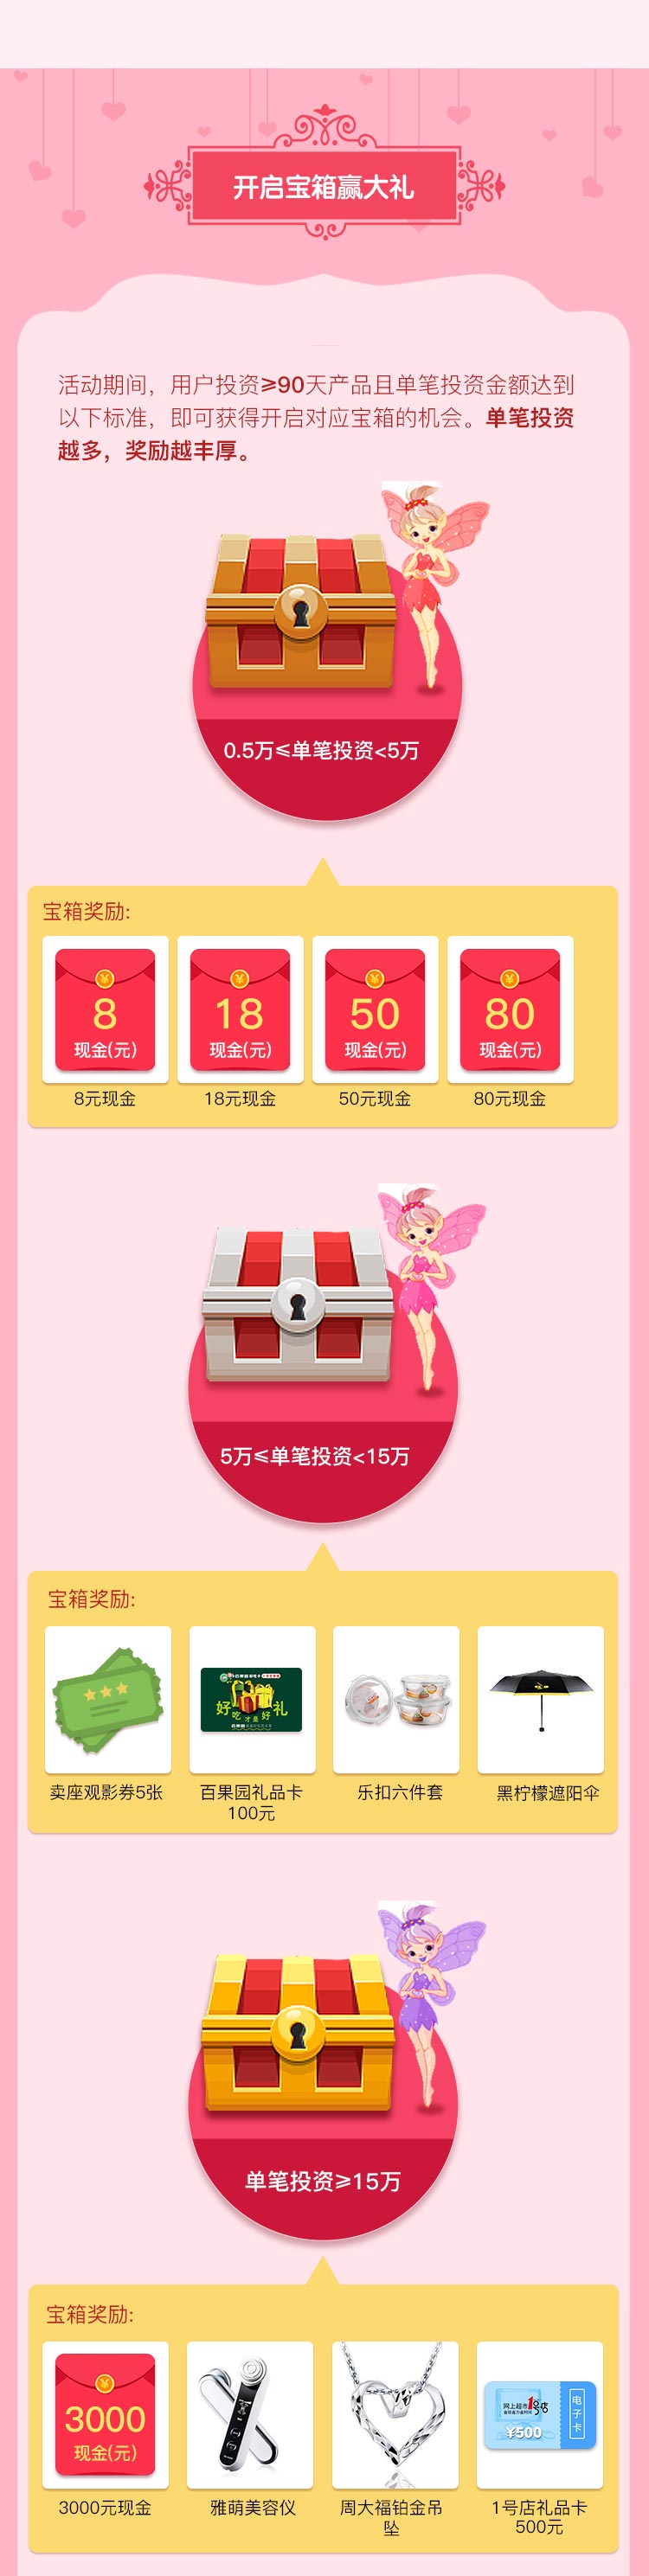 开启宝箱赢大礼
活动期间，用户投资≥90天产品且单笔投资金额达到
以下标准，即可获得开启对应宝箱的机会。单笔投资
越多，奖励越丰厚。
0.5万≤单笔投资<5万
宝箱奖励:
8
现金(元)
18
现金(元)
50
现金(元)
80
现金(元)
8元现金
18元现金
50元现金
80元现金
5万≤单笔投资<15万
宝箱奖励:
好吃才是好礼
卖座观影券5张
百果园礼品卡
100元
乐扣六件套
黑柠檬遮阳伞
单笔投资≥15万
宝箱奖励:
3000
现金(元)
网上超市1号店
¥500
电子卡
3000元现金
雅萌美容仪
周大福铂金吊
坠
1号店礼品卡
500元